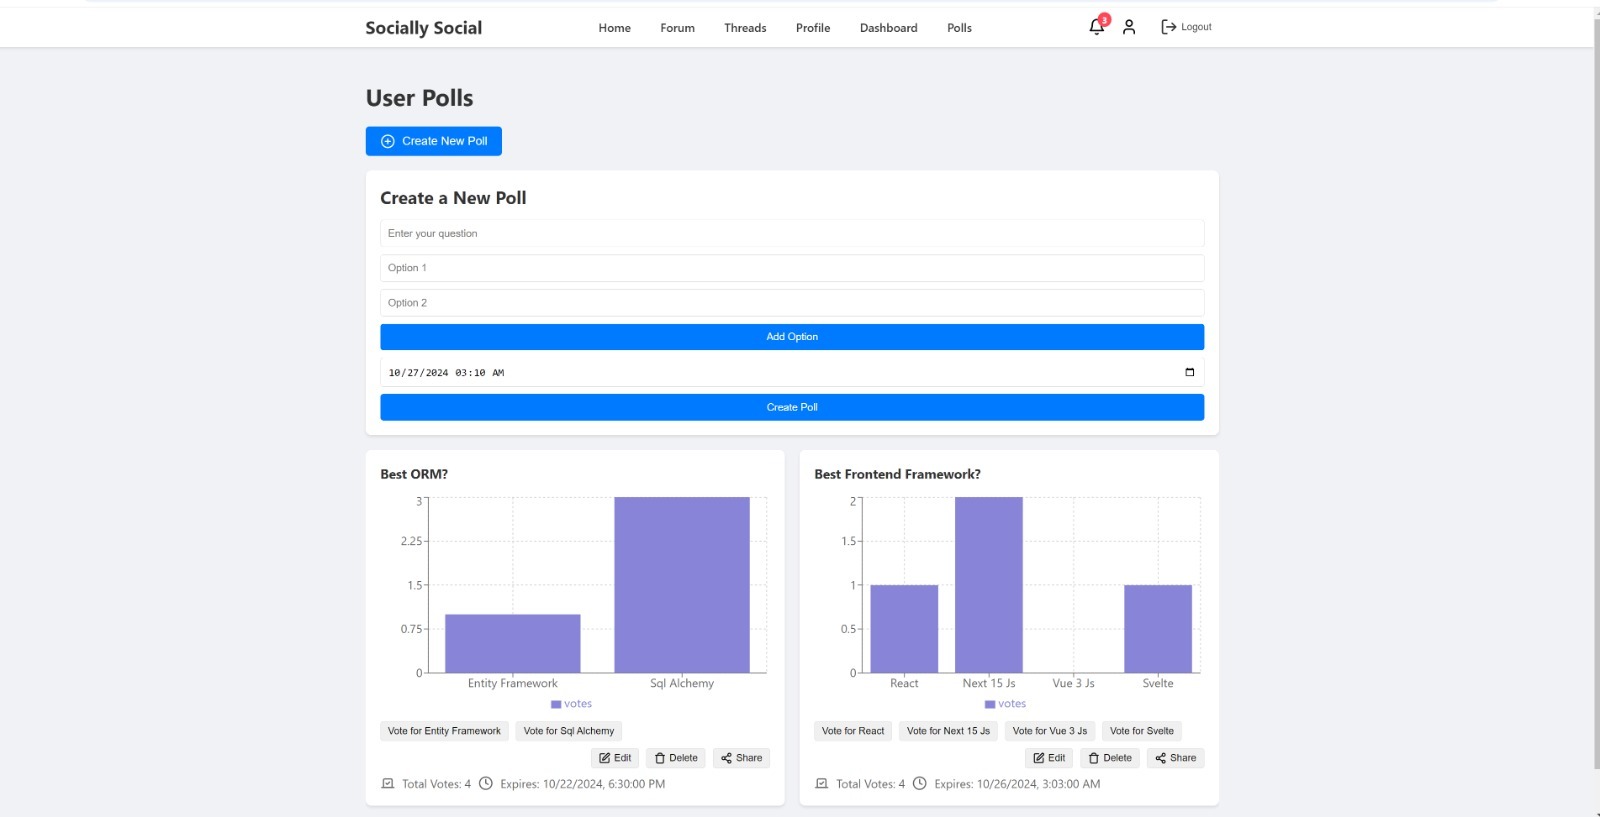 Socially Social Home Forum Threads Profile Dashboard Polls 3 Logout
User Polls
Create New Poll
Create a New Poll
Enter your question
Option 1
Option 2
Add Option
10/27/2024 03:10 AM
Create Poll
Best ORM?
3
2.25
1.5
0.75
0
Entity Framework Sql Alchemy
votes
Vote for Entity Framework Vote for Sql Alchemy
Edit Delete Share
Total Votes: 4 Expires: 10/22/2024, 6:30:00 PM
Best Frontend Framework?
2
1.5
1
0.5
0
React Next 15 Js Vue 3 Js Svelte
votes
Vote for React Vote for Next 15 Js Vote for Vue 3 Js Vote for Svelte
Edit Delete Share
Total Votes: 4 Expires: 10/26/2024, 3:03:00 AM